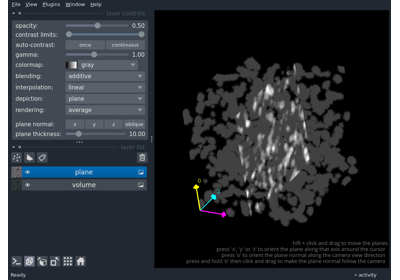 File View Plugins Window Help
layer controls
opacity: 0.50
contrast limits:
auto-contrast: once continuous
gamma: 1.00
colormap: gray
blending: additive
interpolation: linear
depiction: plane
rendering: average
plane normal: x y z oblique
plane thickness: 10.00
layer list
plane
volume
0
hift + click and drag to move the planes
press 'x', 'y' or 'z' to orient the plane along that axis around the cursor
press 'o' to orient the plane normal along the camera view direction
press and hold 'o' then click and drag to make the plane normal follow the camera
Ready
activity